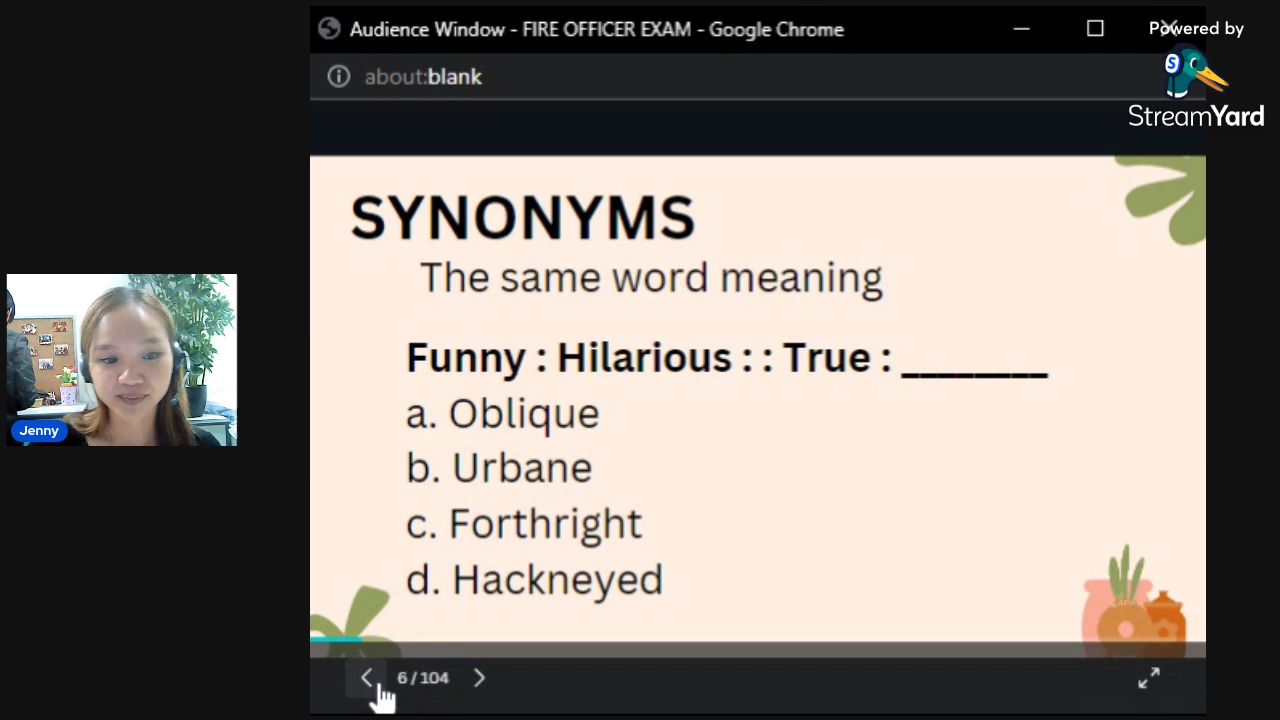 Audience Window - FIRE OFFICER EXAM - Google Chrome
Powered by
about:blank
StreamYard
SYNONYMS
The same word meaning
Funny : Hilarious : : True : ________
a. Oblique
b. Urbane
c. Forthright
d. Hackneyed
Jenny
6 / 104